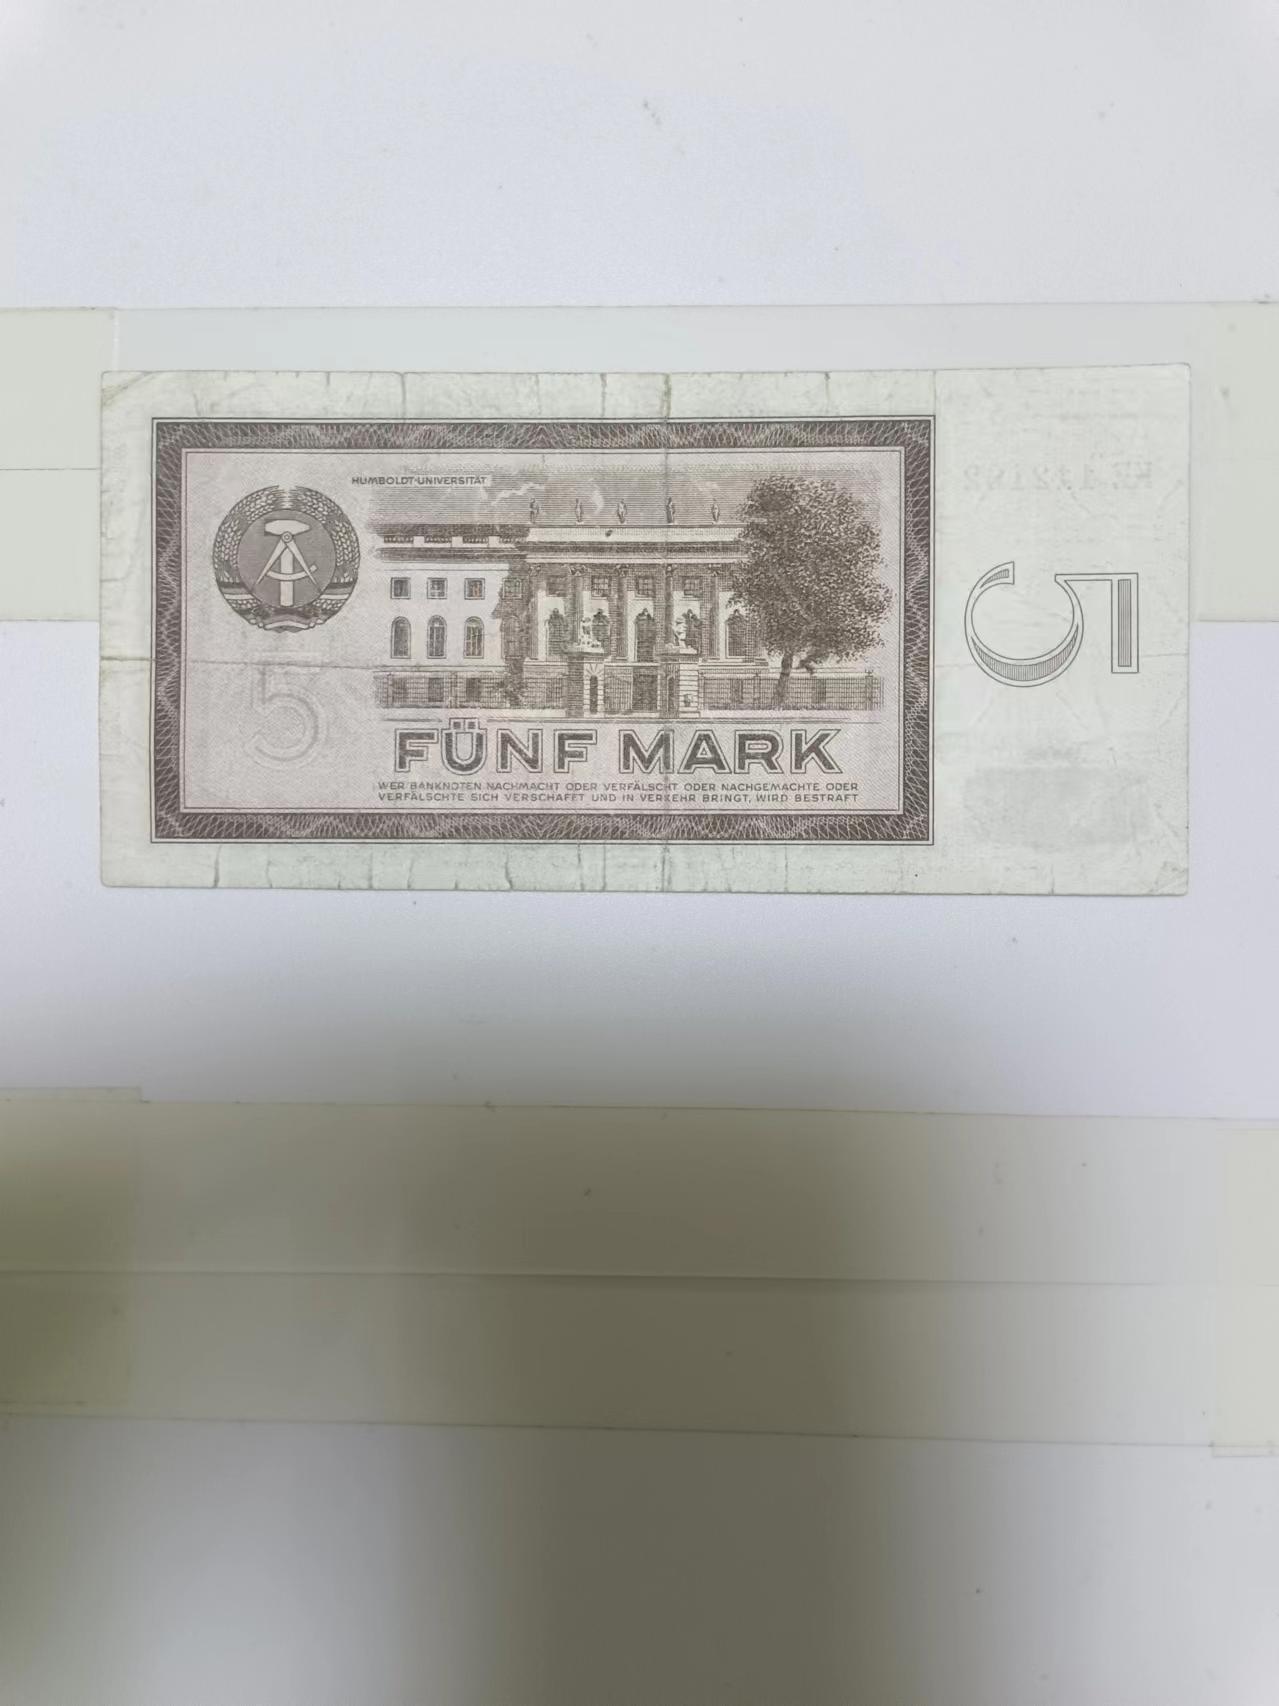 HUMBOLDT-UNIVERSITÄT
5
5
FÜNF MARK
WER BANKNOTEN NACHMACHT ODER VERFÄLSCHT ODER NACHGEMACHTE ODER
VERFÄLSCHTE SICH VERSCHAFFT UND IN VERKEHR BRINGT, WIRD BESTRAFT